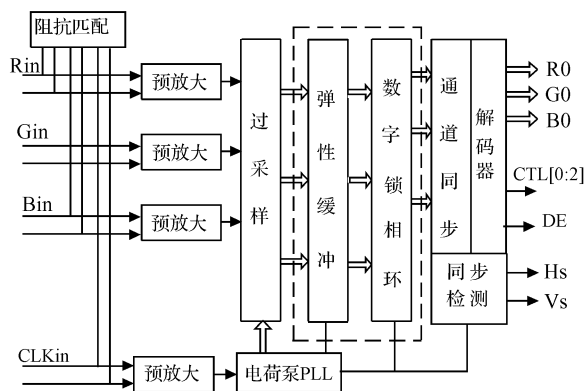 阻抗匹配
Rin
预放大
Gin
预放大
Bin
预放大
CLKin
预放大
过采样
电荷泵PLL
弹性缓冲
数字锁相环
通道同步
解码器
同步
检测
R0
G0
B0
CTL[0:2]
DE
Hs
Vs